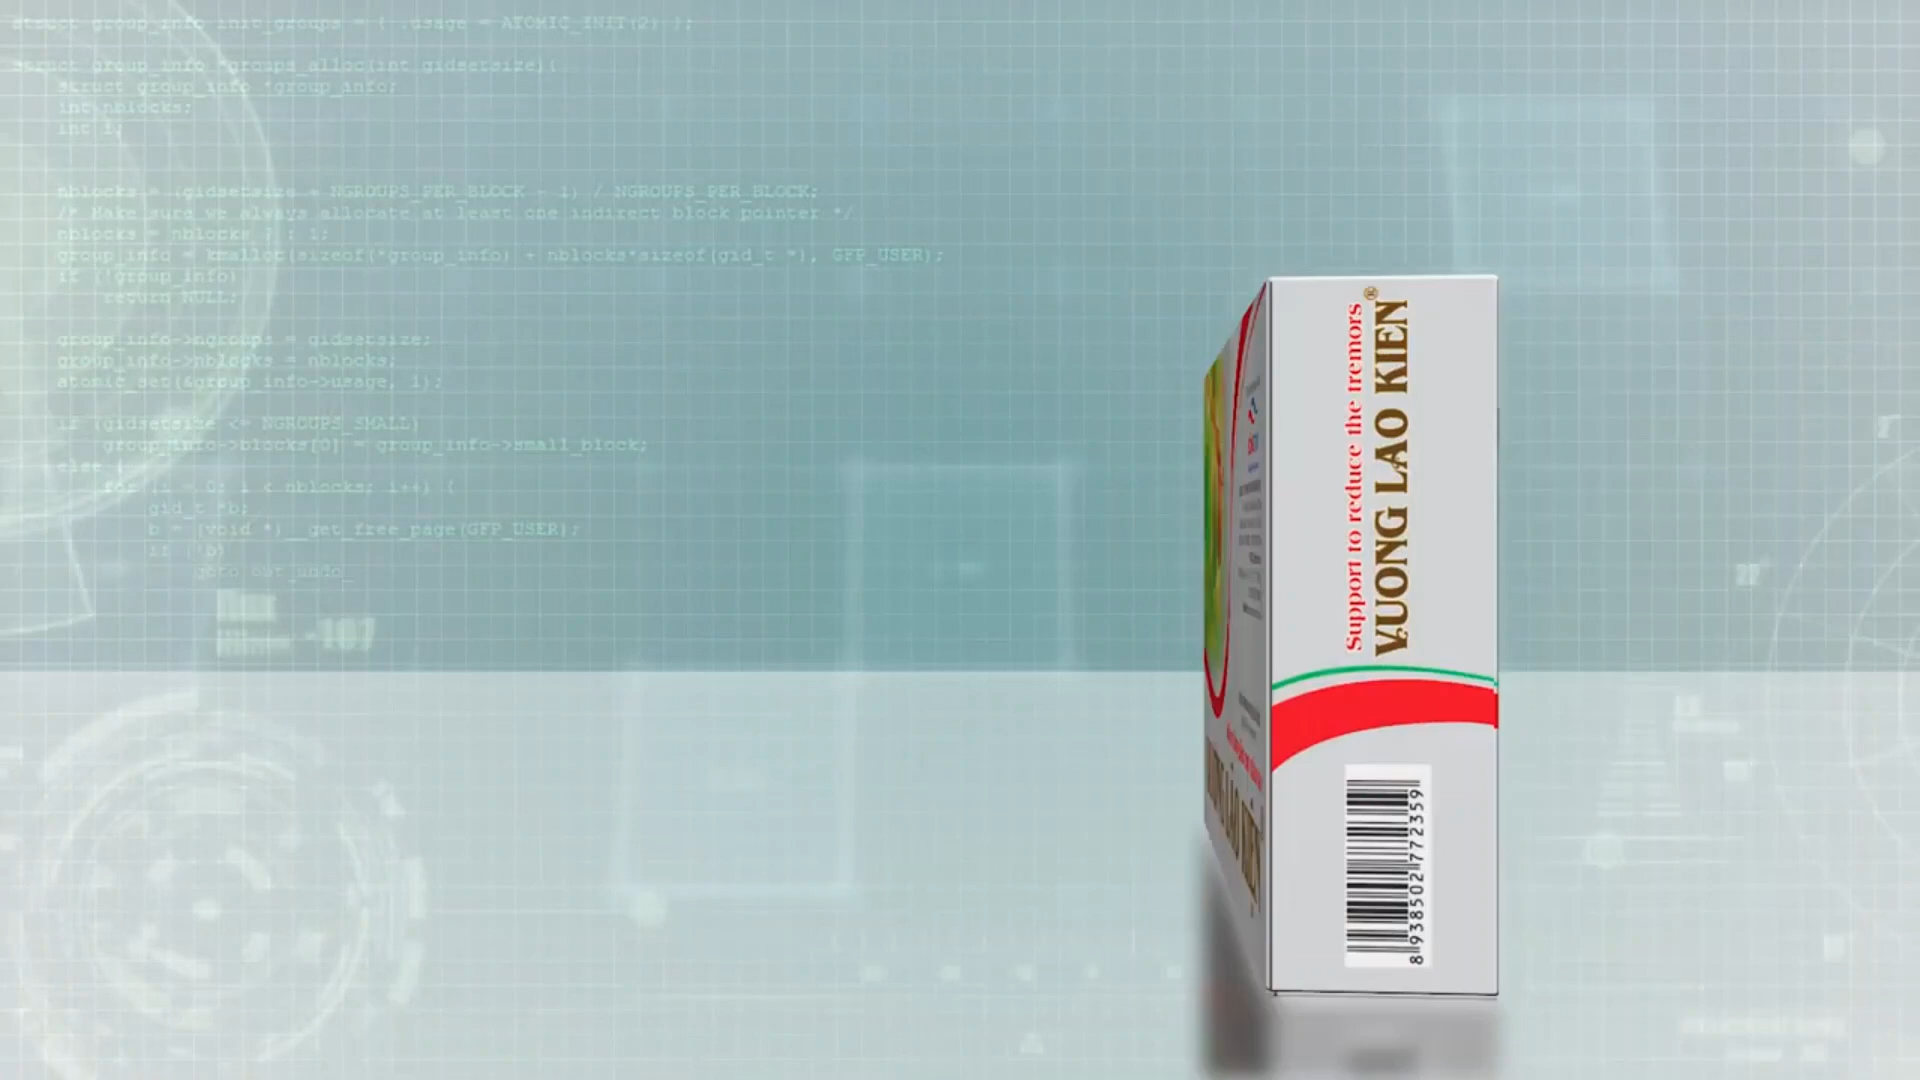 struct group_info init_groups = { .usage = ATOMIC_INIT(2) };
struct group_info *groups_alloc(int gidsetsize){
struct group_info *group_info;
int nblocks;
int i;
nblocks = (gidsetsize + NGROUPS_PER_BLOCK - 1) / NGROUPS_PER_BLOCK;
/* Make sure we always allocate at least one indirect block pointer */
nblocks = nblocks ? : 1;
group_info = kmalloc(sizeof(*group_info) + nblocks*sizeof(gid_t *), GFP_USER);
if (!group_info)
return NULL;
group_info->ngroups = gidsetsize;
group_info->nblocks = nblocks;
atomic_set(&group_info->usage, 1);
if (gidsetsize <= NGROUPS_SMALL)
group_info->blocks[0] = group_info->small_block;
else {
for (i = 0; i < nblocks; i++) {
gid_t *b;
b = (void *)__get_free_page(GFP_USER);
if (!b)
goto out_undo_
Support to reduce the tremors
VUONG LAO KIEN®
8938502772359